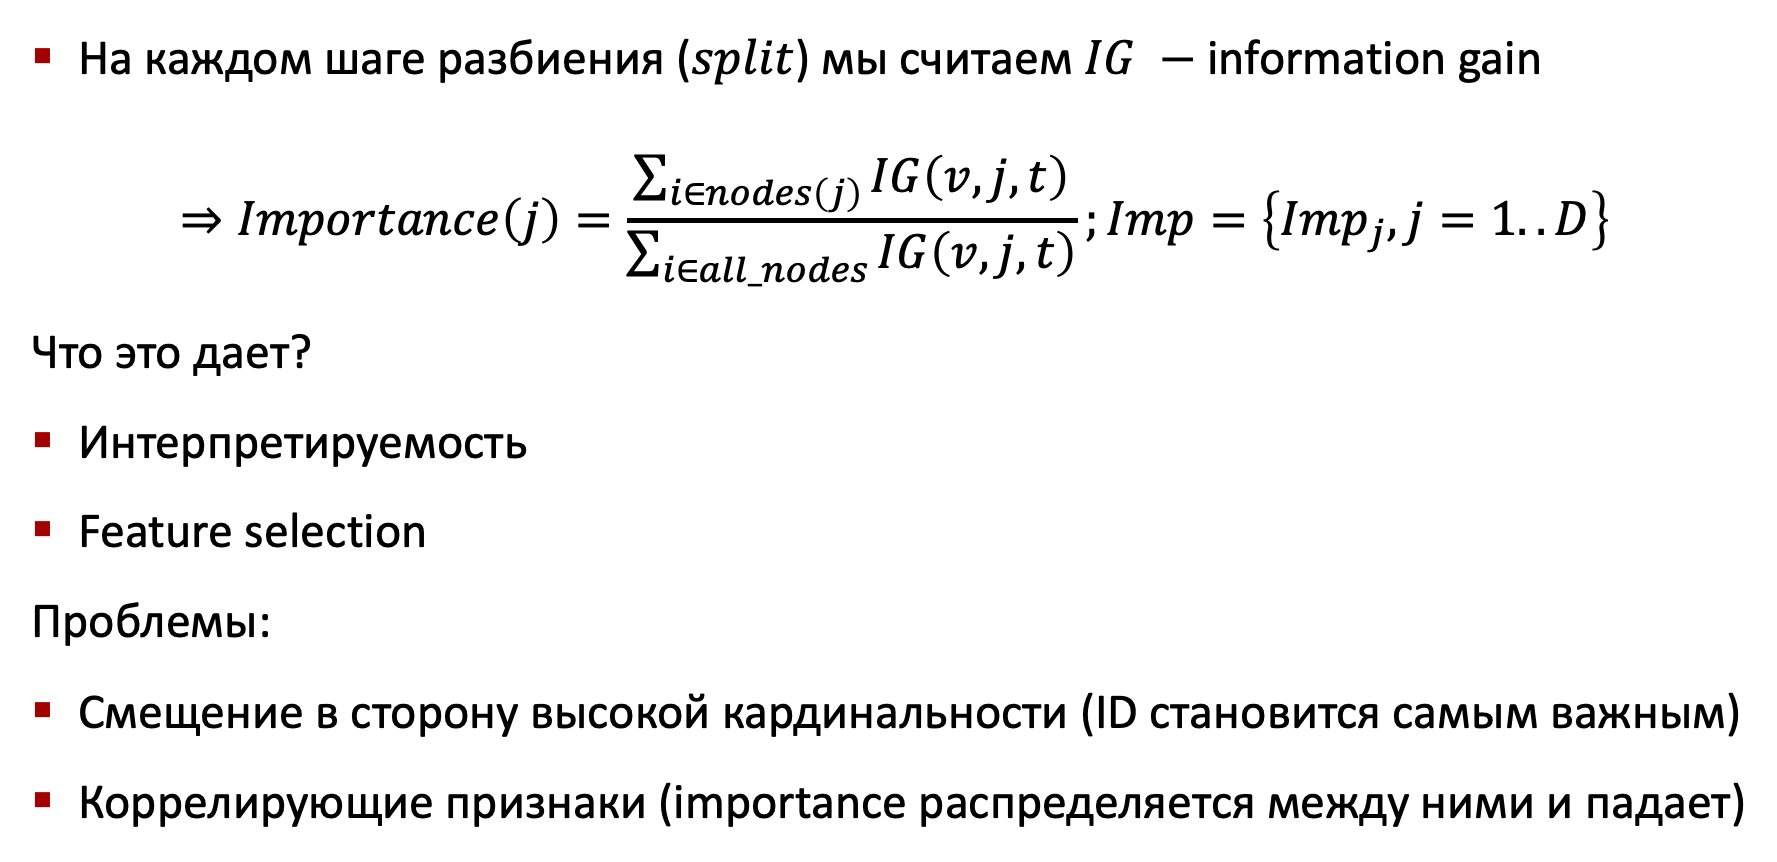 ▪ На каждом шаге разбиения (split) мы считаем IG – information gain
⇒ Importance(j) = ∑_{i∈nodes(j)} IG(v, j, t) / ∑_{i∈all_nodes} IG(v, j, t) ; Imp = {Imp_j, j = 1..D}
Что это дает?
▪ Интерпретируемость
▪ Feature selection
Проблемы:
▪ Смещение в сторону высокой кардинальности (ID становится самым важным)
▪ Коррелирующие признаки (importance распределяется между ними и падает)